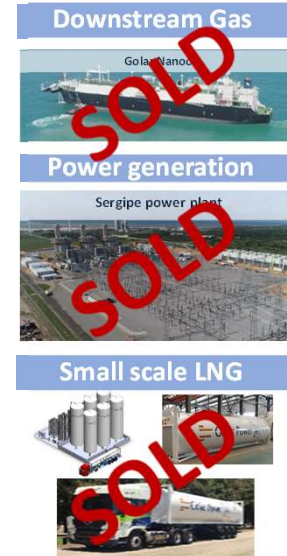 Downstream Gas
Golar Nanook
SOLD
Power generation
Sergipe power plant
SOLD
Small scale LNG
SOLD